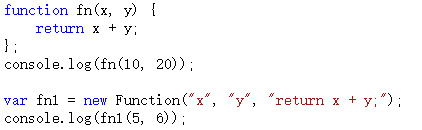 function fn(x, y) {
    return x + y;
};
console.log(fn(10, 20));

var fn1 = new Function("x", "y", "return x + y;");
console.log(fn1(5, 6));